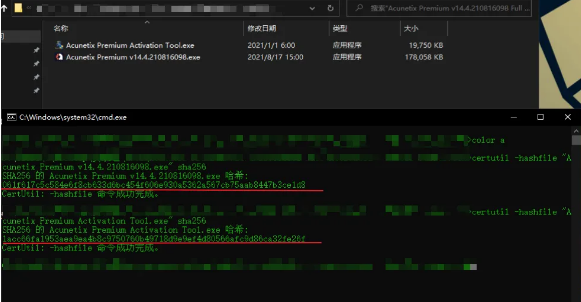 搜索"Acunetix Premium v14.4.210816098 Full ...
名称 修改日期 类型 大小
Acunetix Premium Activation Tool.exe 2021/1/1 6:00 应用程序 19,750 KB
Acunetix Premium v14.4.210816098.exe 2021/8/17 15:00 应用程序 178,058 KB
C:\Windows\system32\cmd.exe
>color a
>certutil -hashfile "A
cunetix Premium v14.4.210816098.exe" sha256
SHA256 的 Acunetix Premium v14.4.210816098.exe 哈希:
CertUtil: -hashfile 命令成功完成。
>certutil -hashfile "A
cunetix Premium Activation Tool.exe" sha256
SHA256 的 Acunetix Premium Activation Tool.exe 哈希:
1acc66fa1953aea9ea4b8c9750760b49718d9e9ef4d80566afc9d86ca32fe26f
CertUtil: -hashfile 命令成功完成。